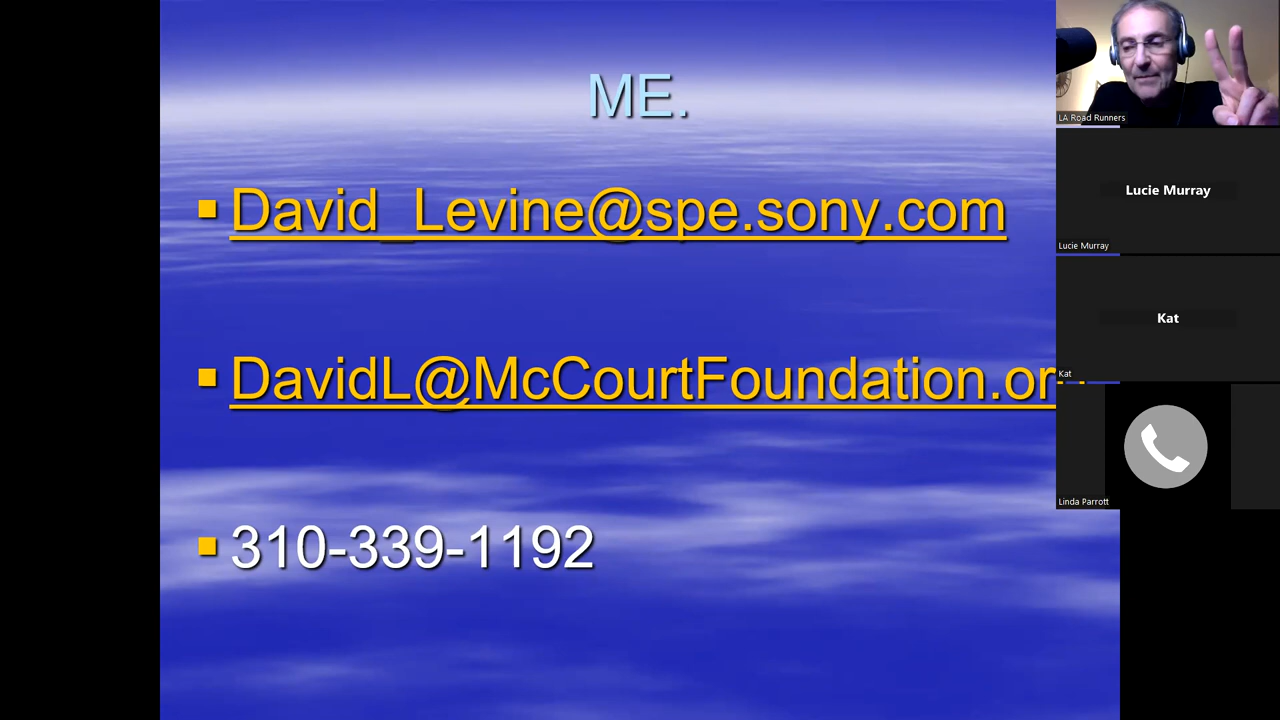 ME.
David_Levine@spe.sony.com
DavidL@McCourtFoundation.or
310-339-1192
LA Road Runners
Lucie Murray
Lucie Murray
Kat
Kat
Linda Parrott